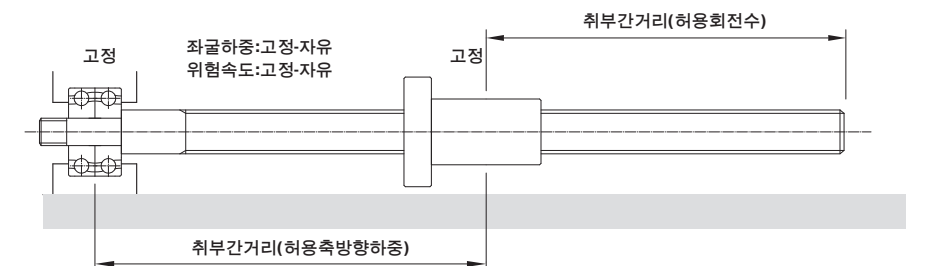 취부간거리(허용회전수)
고정
좌굴하중:고정-자유
위험속도:고정-자유
고정
취부간거리(허용축방향하중)